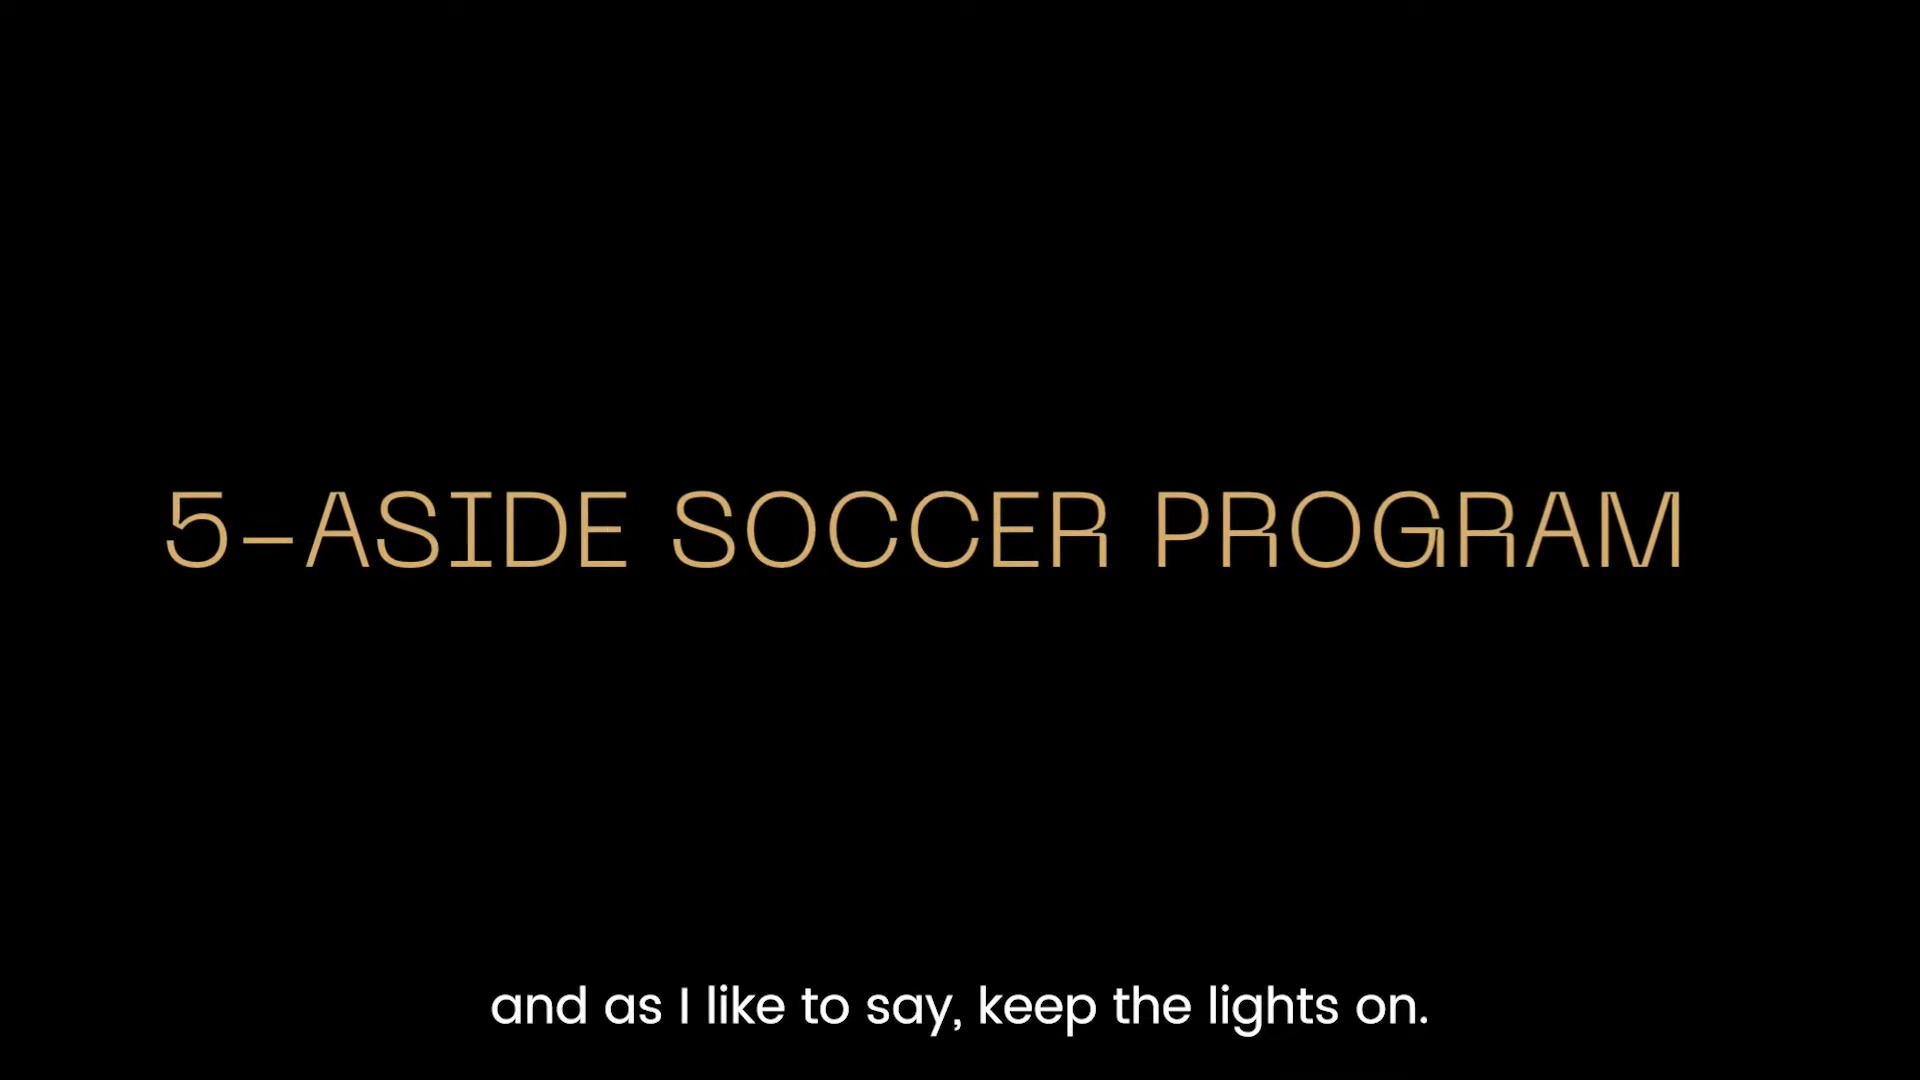 5-ASIDE SOCCER PROGRAM
and as I like to say, keep the lights on.